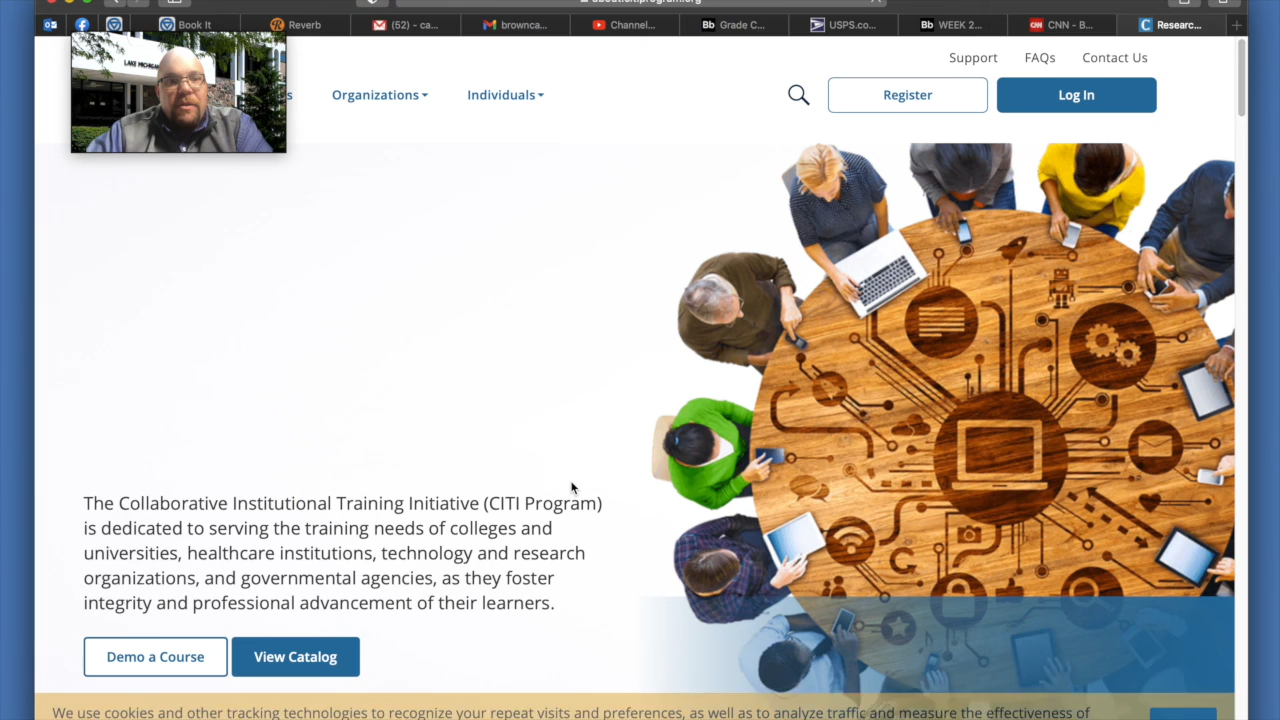 Book It
Reverb
(52) - ca...
brownca...
Channel...
Grade C...
USPS.co...
WEEK 2...
CNN - B...
Researc...
Support
FAQs
Contact Us
LAKE MICHIGAN
s
Organizations
Individuals
Register
Log In
The Collaborative Institutional Training Initiative (CITI Program)
is dedicated to serving the training needs of colleges and
universities, healthcare institutions, technology and research
organizations, and governmental agencies, as they foster
integrity and professional advancement of their learners.
Demo a Course
View Catalog
We use cookies and other tracking technologies to recognize your repeat visits and preferences, as well as to analyze traffic and measure the effectiveness of